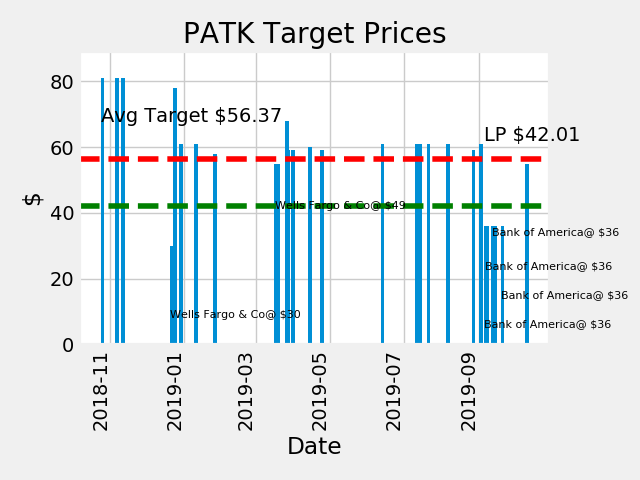 PATK Target Prices
80
Avg Target $56.37
LP $42.01
60
$
Wells Fargo & Co@ $49
40
Bank of America@ $36
Bank of America@ $36
20
Bank of America@ $36
Wells Fargo & Co@ $30
Bank of America@ $36
0
2018-11
2019-01
2019-03
2019-05
2019-07
2019-09
Date